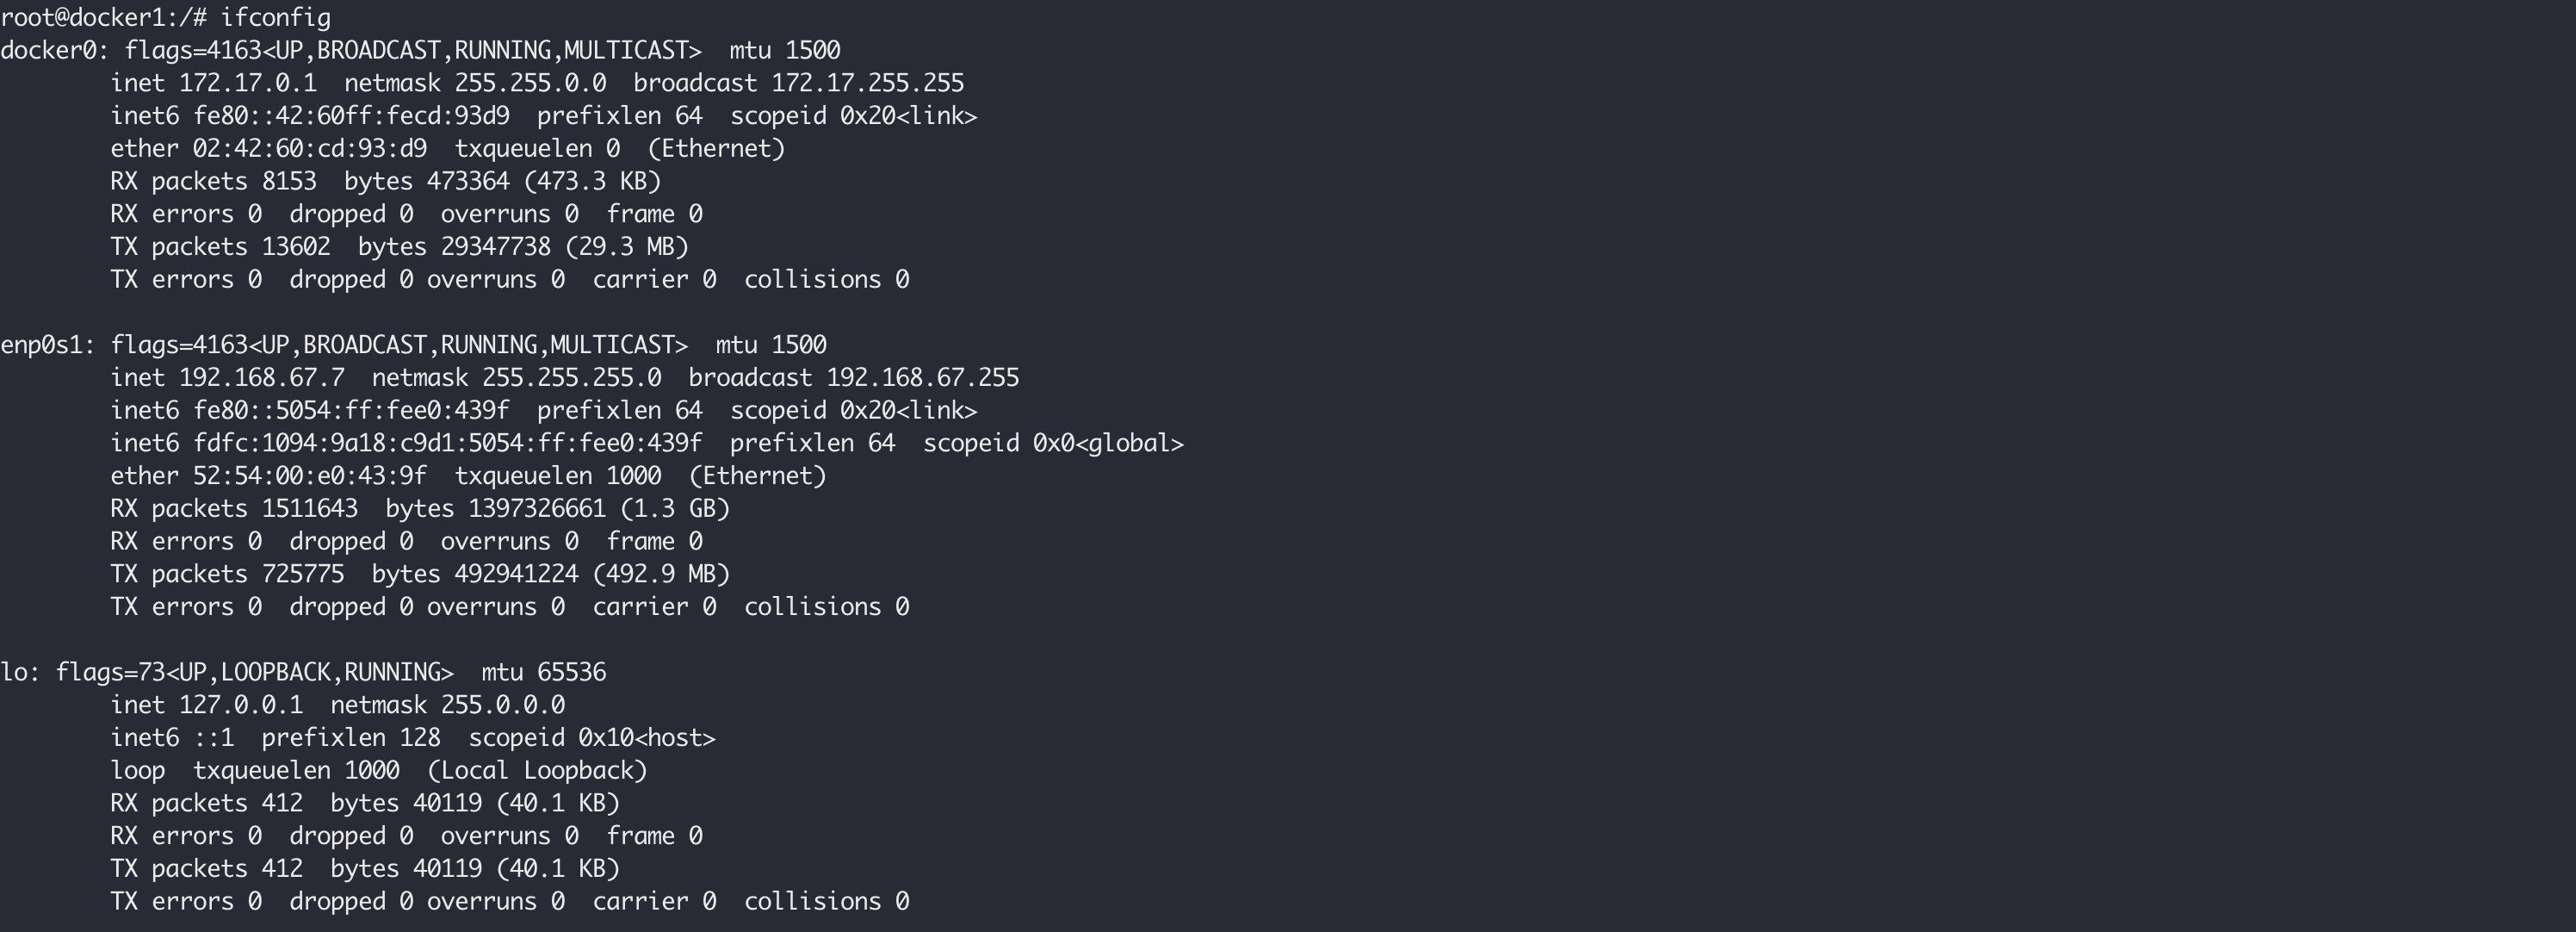 root@docker1:/# ifconfig
docker0: flags=4163<UP,BROADCAST,RUNNING,MULTICAST>  mtu 1500
        inet 172.17.0.1  netmask 255.255.0.0  broadcast 172.17.255.255
        inet6 fe80::42:60ff:fecd:93d9  prefixlen 64  scopeid 0x20<link>
        ether 02:42:60:cd:93:d9  txqueuelen 0  (Ethernet)
        RX packets 8153  bytes 473364 (473.3 KB)
        RX errors 0  dropped 0  overruns 0  frame 0
        TX packets 13602  bytes 29347738 (29.3 MB)
        TX errors 0  dropped 0 overruns 0  carrier 0  collisions 0

enp0s1: flags=4163<UP,BROADCAST,RUNNING,MULTICAST>  mtu 1500
        inet 192.168.67.7  netmask 255.255.255.0  broadcast 192.168.67.255
        inet6 fe80::5054:ff:fee0:439f  prefixlen 64  scopeid 0x20<link>
        inet6 fdfc:1094:9a18:c9d1:5054:ff:fee0:439f  prefixlen 64  scopeid 0x0<global>
        ether 52:54:00:e0:43:9f  txqueuelen 1000  (Ethernet)
        RX packets 1511643  bytes 1397326661 (1.3 GB)
        RX errors 0  dropped 0  overruns 0  frame 0
        TX packets 725775  bytes 492941224 (492.9 MB)
        TX errors 0  dropped 0 overruns 0  carrier 0  collisions 0

lo: flags=73<UP,LOOPBACK,RUNNING>  mtu 65536
        inet 127.0.0.1  netmask 255.0.0.0
        inet6 ::1  prefixlen 128  scopeid 0x10<host>
        loop  txqueuelen 1000  (Local Loopback)
        RX packets 412  bytes 40119 (40.1 KB)
        RX errors 0  dropped 0  overruns 0  frame 0
        TX packets 412  bytes 40119 (40.1 KB)
        TX errors 0  dropped 0 overruns 0  carrier 0  collisions 0